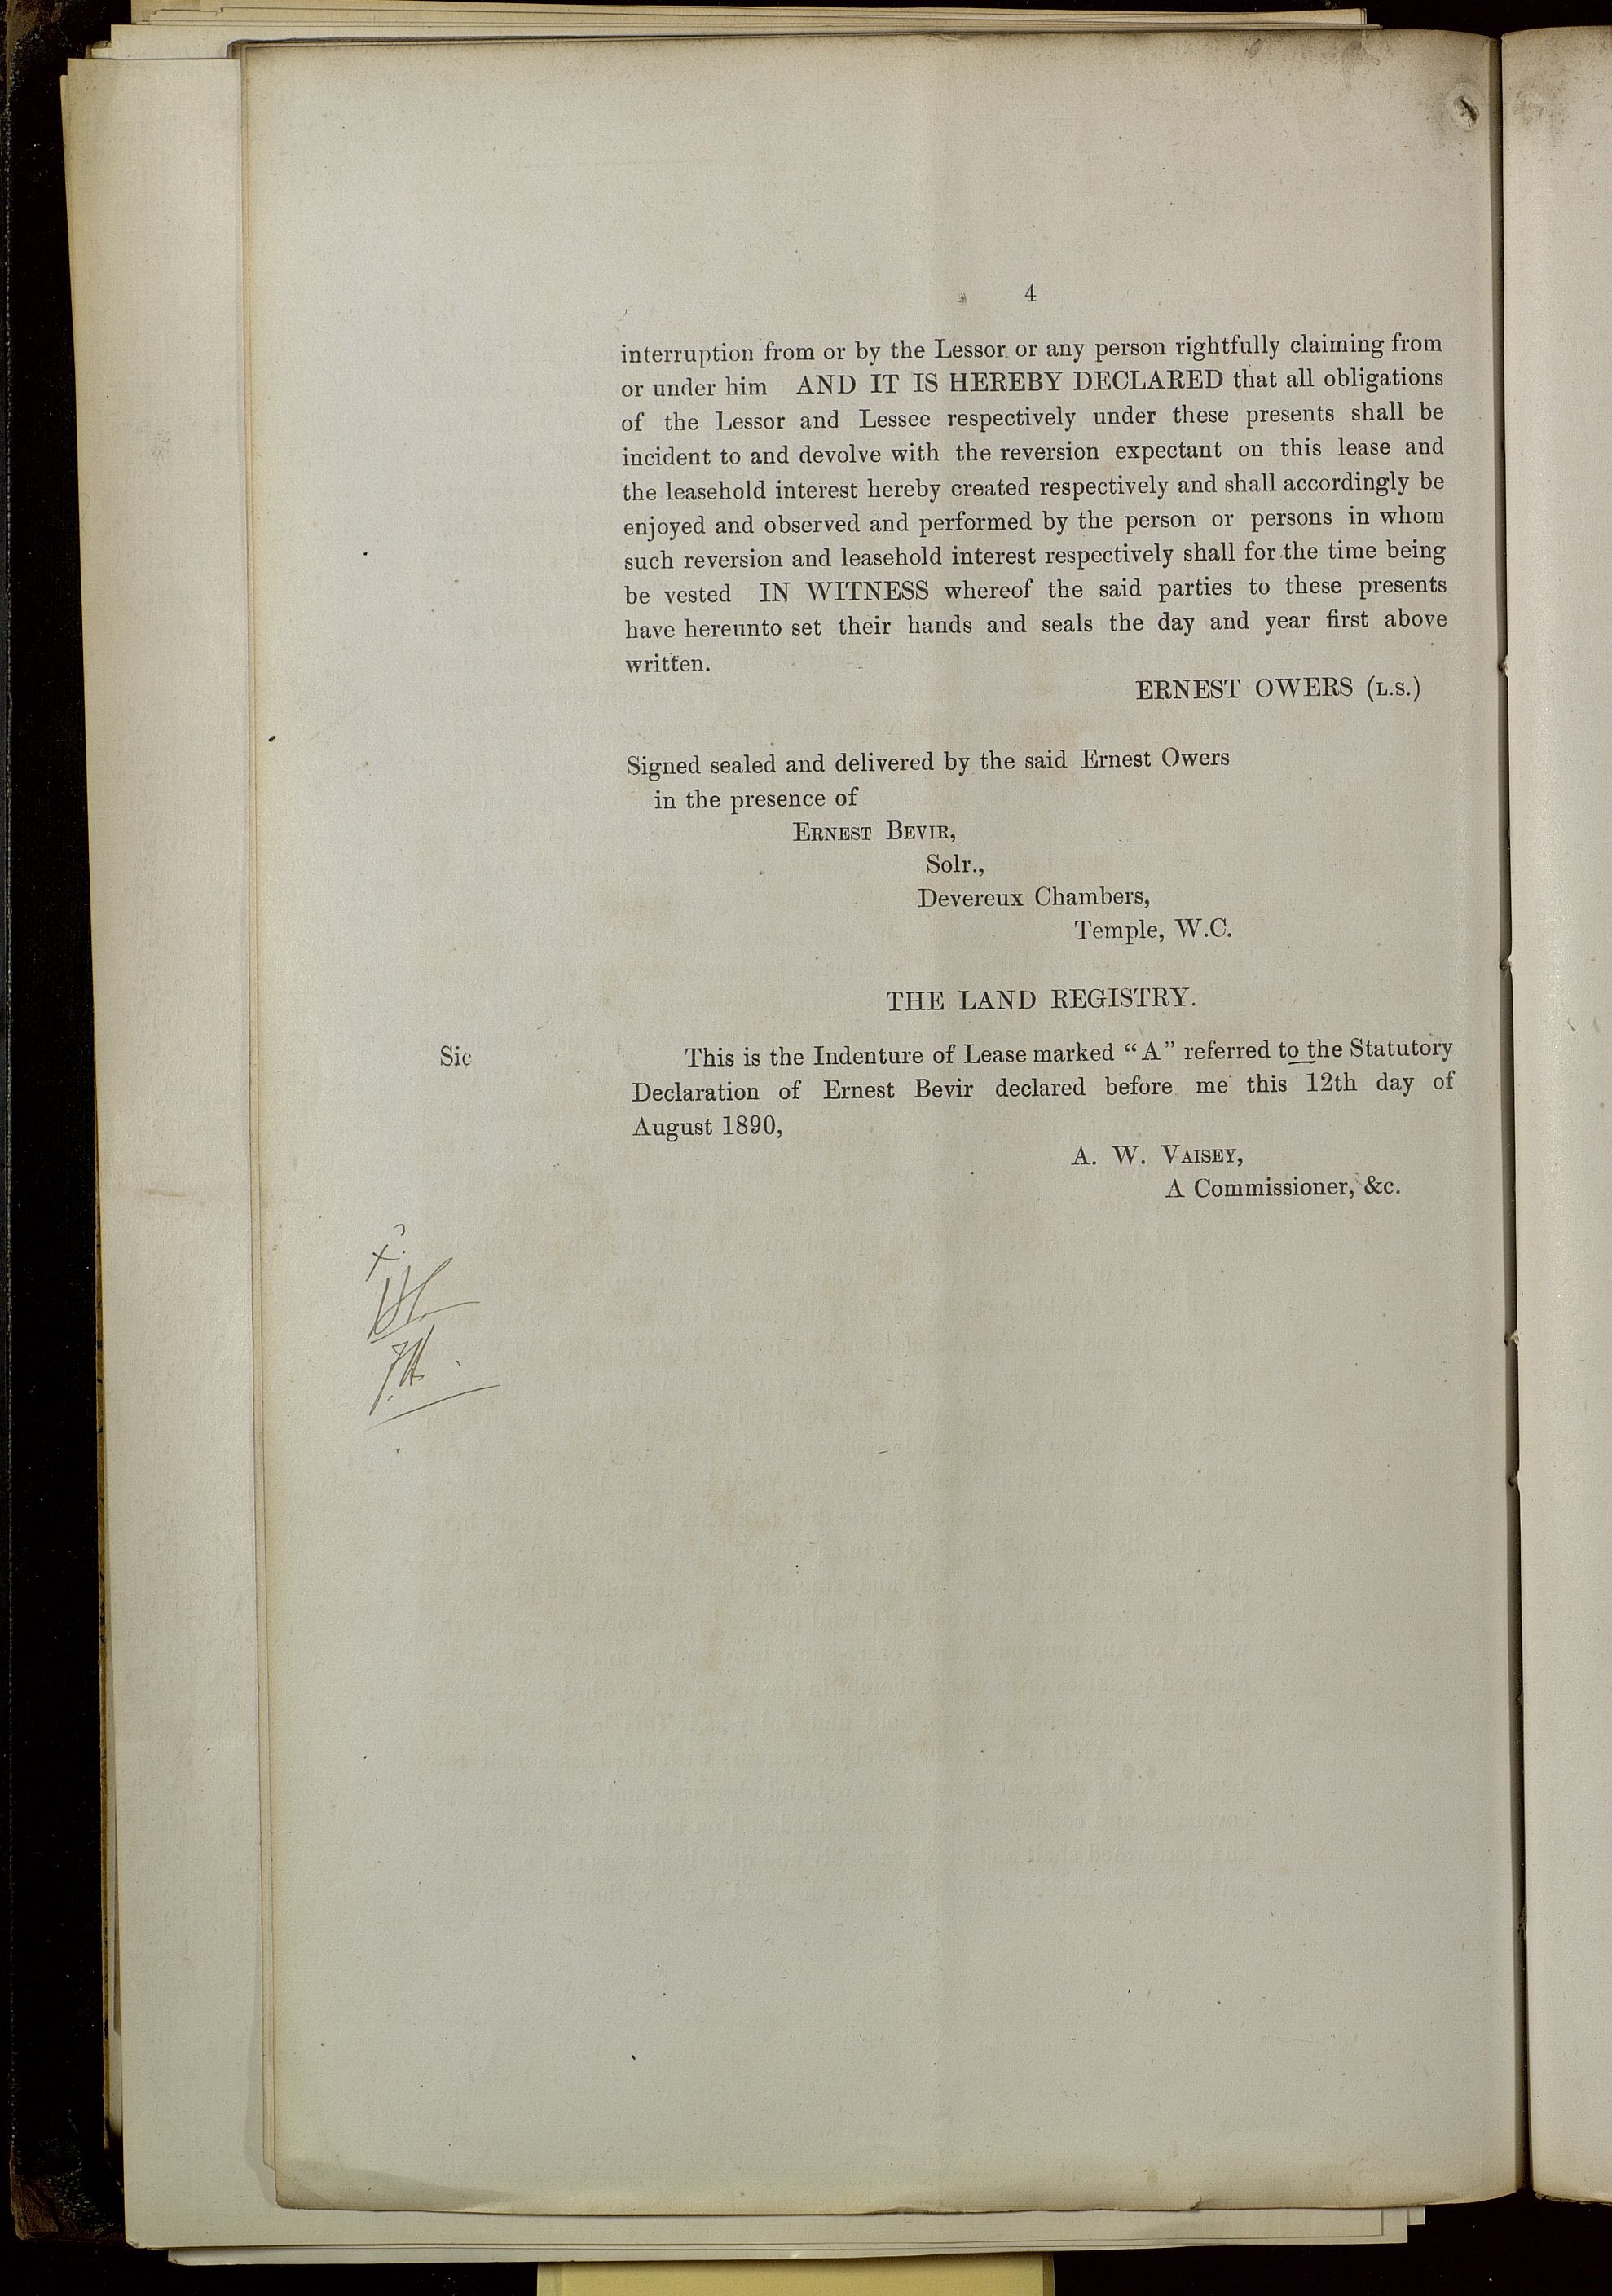 4
interruption from or by the Lessor or any person rightfully claiming from
or under him AND IT IS HEREBY DECLARED that all obligations
of the Lessor and Lessee respectively under these presents shall be
incident to and devolve with the reversion expectant on this lease and
the leasehold interest hereby created respectively and shall accordingly be
enjoyed and observed and performed by the person or persons in whom
such reversion and leasehold interest respectively shall for the time being
be vested IN WITNESS whereof the said parties to these presents
have hereunto set their hands and seals the day and year first above
written.
ERNEST OWERS (L.S.)
Signed sealed and delivered by the said Ernest Owers
in the presence of
ERNEST BEVIR,
Solr.,
Devereux Chambers,
Temple, W.C.
THE LAND REGISTRY.
Sic This is the Indenture of Lease marked “A” referred to the Statutory
Declaration of Ernest Bevir declared before me this 12th day of
August 1890,
A. W. VAISEY,
A Commissioner, &c.